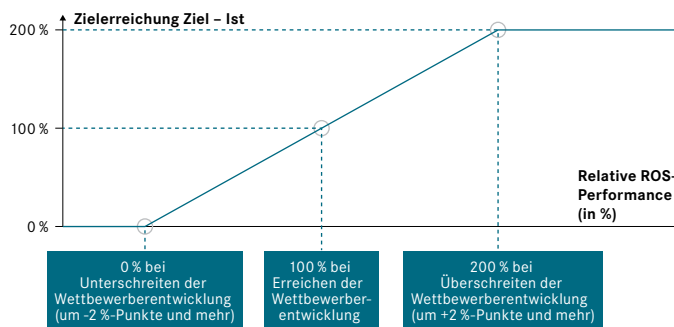 Zielerreichung Ziel – Ist
200 %
100 %
Relative ROS-
Performance
(in %)
0 %
0 % bei
Unterschreiten der
Wettbewerberentwicklung
(um -2 %-Punkte und mehr)
100 % bei
Erreichen der
Wettbewerber-
entwicklung
200 % bei
Überschreiten der
Wettbewerberentwicklung
(um +2 %-Punkte und mehr)